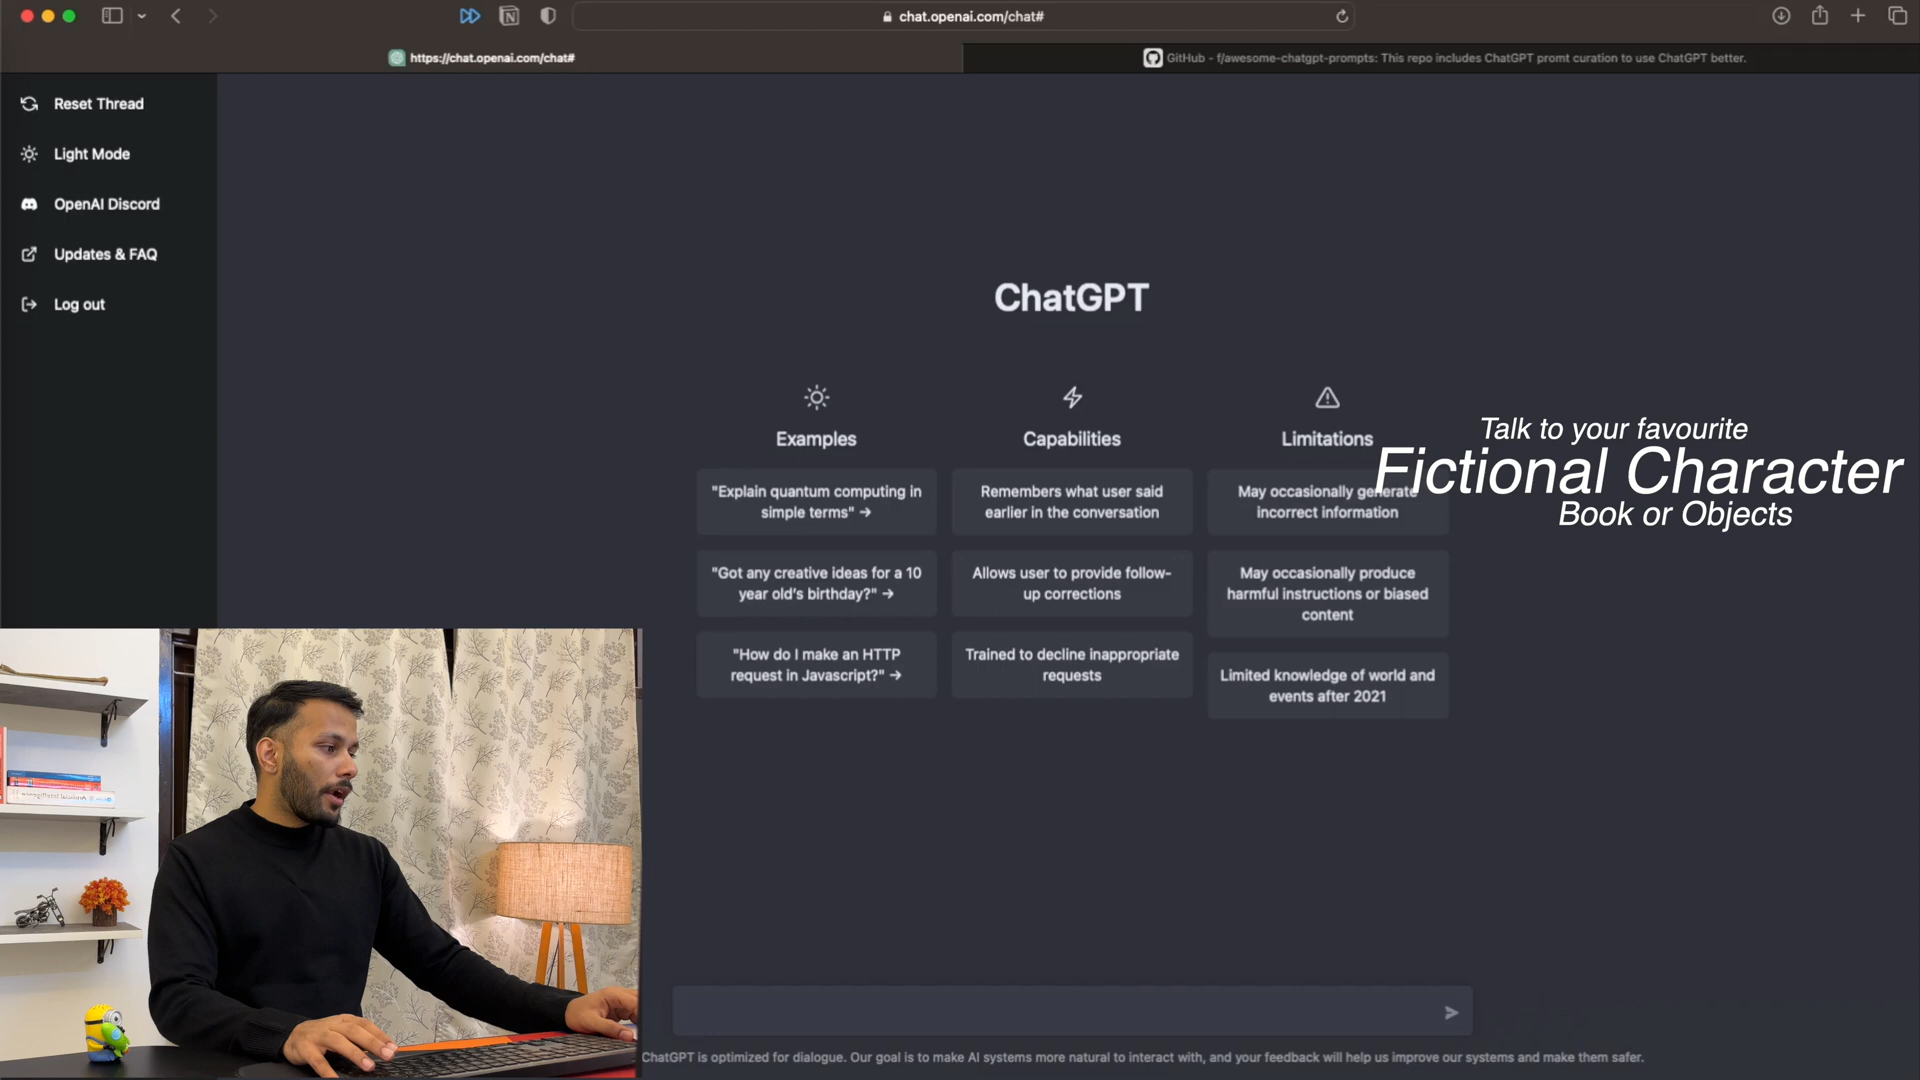 chat.openai.com/chat#
https://chat.openai.com/chat#
GitHub - f/awesome-chatgpt-prompts: This repo includes ChatGPT promt curation to use ChatGPT better.
Reset Thread
Light Mode
OpenAI Discord
Updates & FAQ
Log out
ChatGPT
Examples
"Explain quantum computing in
simple terms" →
"Got any creative ideas for a 10
year old's birthday?" →
"How do I make an HTTP
request in Javascript?" →
Capabilities
Remembers what user said
earlier in the conversation
Allows user to provide follow-
up corrections
Trained to decline inappropriate
requests
Limitations
May occasionally generate
incorrect information
May occasionally produce
harmful instructions or biased
content
Limited knowledge of world and
events after 2021
Talk to your favourite
Fictional Character
Book or Objects
ChatGPT is optimized for dialogue. Our goal is to make AI systems more natural to interact with, and your feedback will help us improve our systems and make them safer.